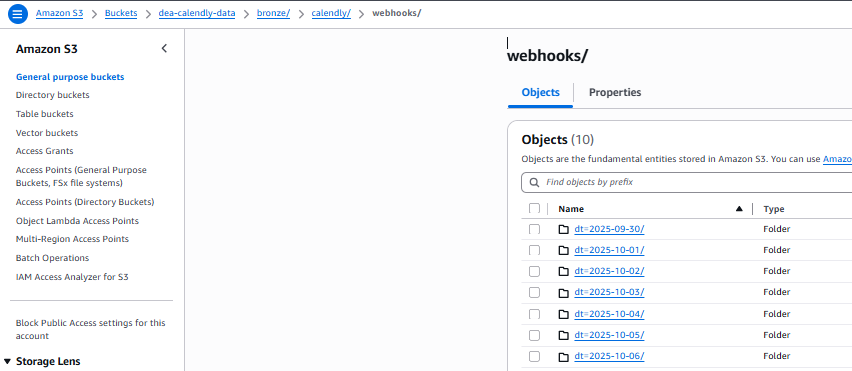 Amazon S3 > Buckets > dea-calendly-data > bronze/ > calendly/ > webhooks/
Amazon S3
General purpose buckets
Directory buckets
Table buckets
Vector buckets
Access Grants
Access Points (General Purpose
Buckets, FSx file systems)
Access Points (Directory Buckets)
Object Lambda Access Points
Multi-Region Access Points
Batch Operations
IAM Access Analyzer for S3
Block Public Access settings for this
account
Storage Lens
webhooks/
Objects Properties
Objects (10)
Objects are the fundamental entities stored in Amazon S3. You can use Amazo
Find objects by prefix
Name Type
dt=2025-09-30/ Folder
dt=2025-10-01/ Folder
dt=2025-10-02/ Folder
dt=2025-10-03/ Folder
dt=2025-10-04/ Folder
dt=2025-10-05/ Folder
dt=2025-10-06/ Folder